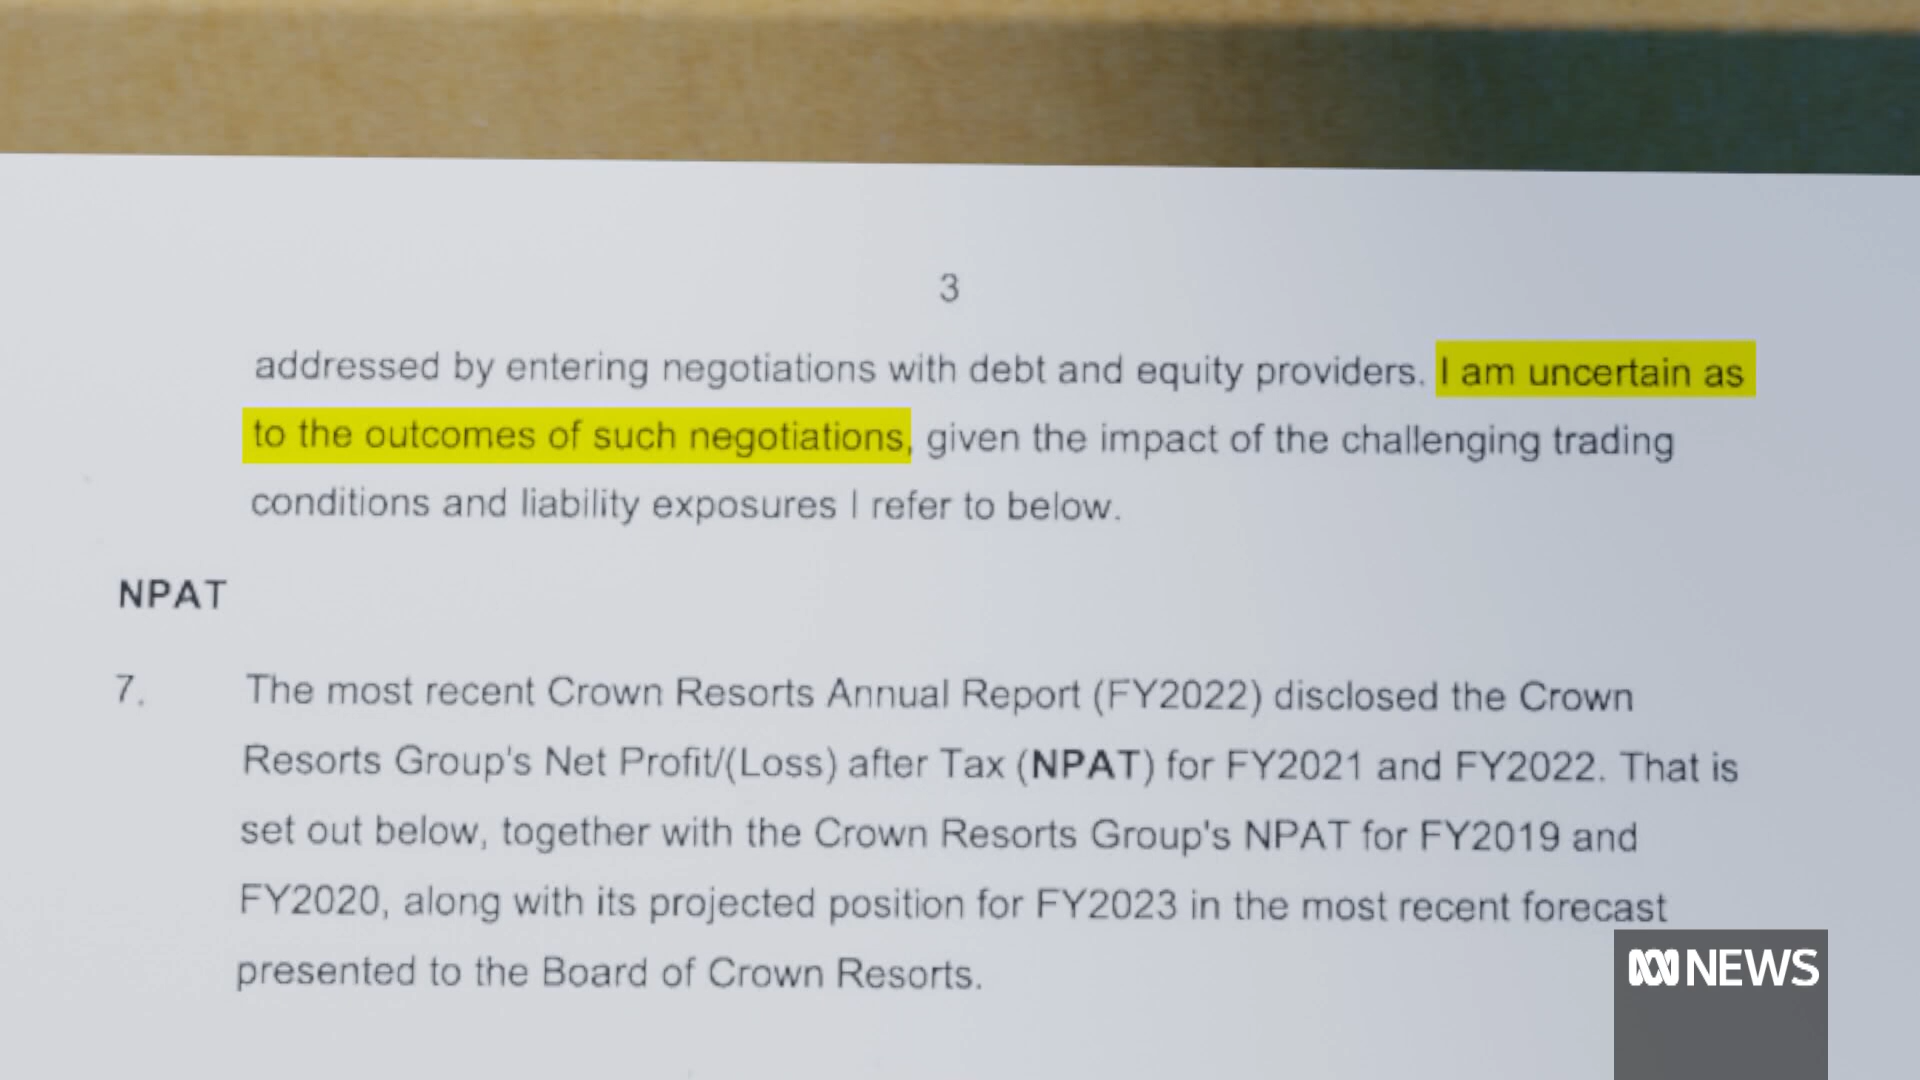 3
addressed by entering negotiations with debt and equity providers. I am uncertain as
to the outcomes of such negotiations, given the impact of the challenging trading
conditions and liability exposures I refer to below.
NPAT
7. The most recent Crown Resorts Annual Report (FY2022) disclosed the Crown
Resorts Group's Net Profit/(Loss) after Tax (NPAT) for FY2021 and FY2022. That is
set out below, together with the Crown Resorts Group's NPAT for FY2019 and
FY2020, along with its projected position for FY2023 in the most recent forecast
presented to the Board of Crown Resorts.
NEWS